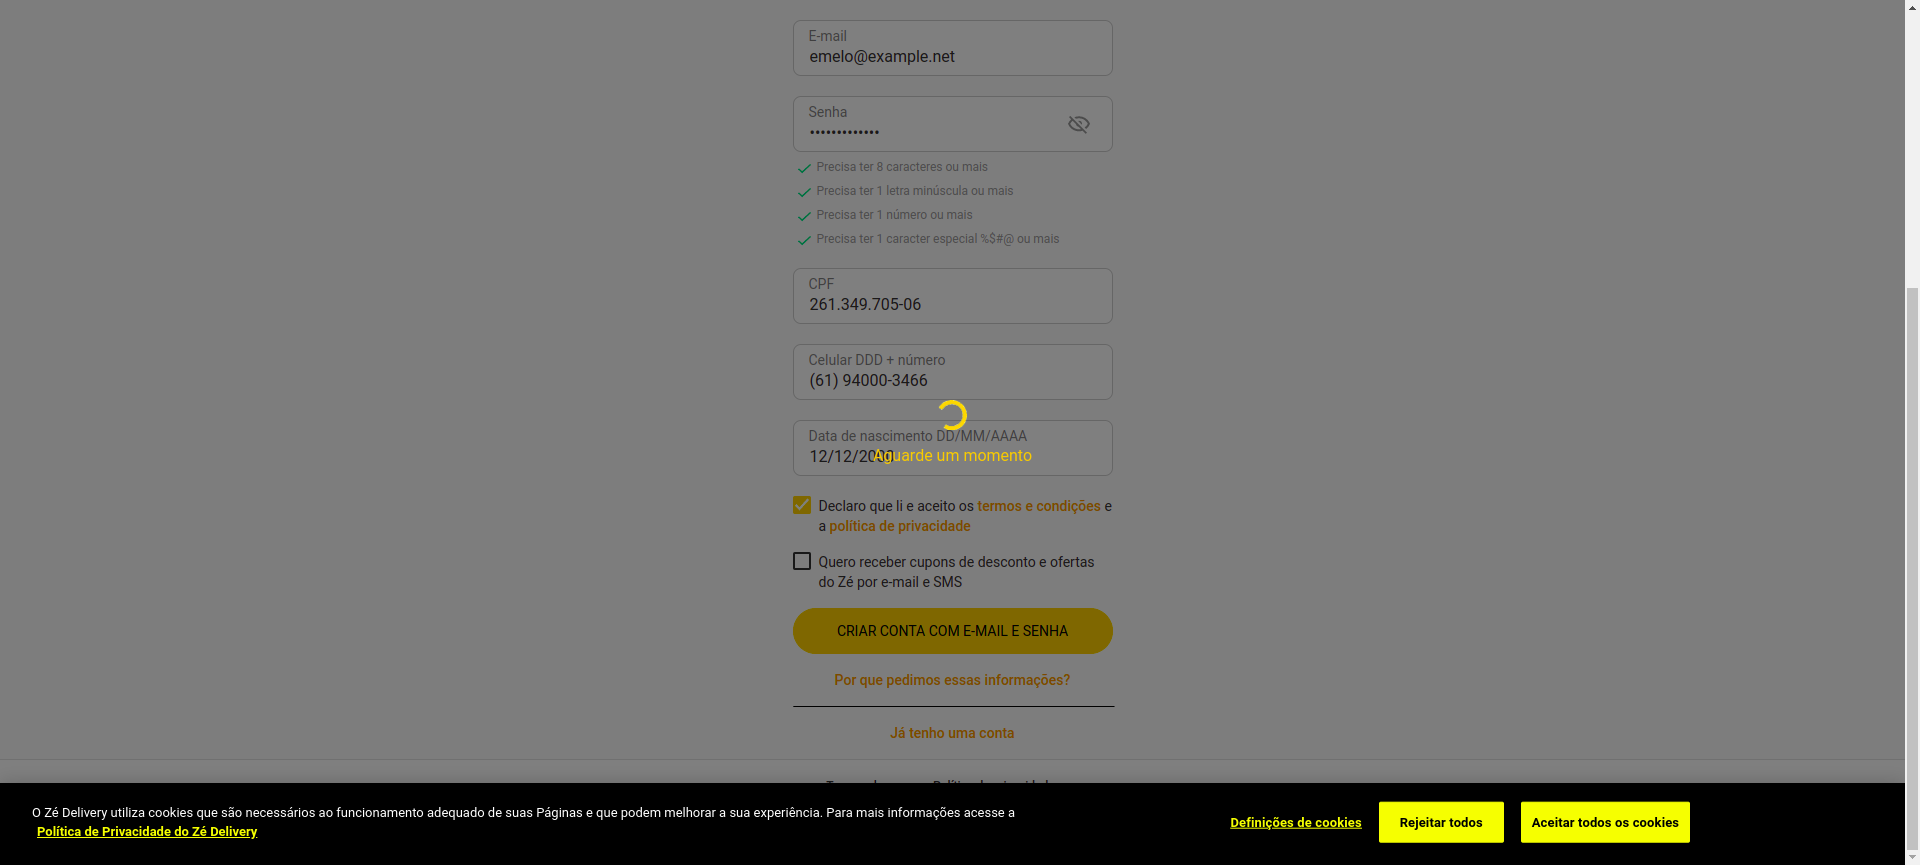 E-mail
emelo@example.net
Senha
•••••••••••••
Precisa ter 8 caracteres ou mais
Precisa ter 1 letra minúscula ou mais
Precisa ter 1 número ou mais
Precisa ter 1 caracter especial %$#@ ou mais
CPF
261.349.705-06
Celular DDD + número
(61) 94000-3466
Data de nascimento DD/MM/AAAA
Aguarde um momento
Declaro que li e aceito os termos e condições e
a política de privacidade
Quero receber cupons de desconto e ofertas
do Zé por e-mail e SMS
CRIAR CONTA COM E-MAIL E SENHA
Por que pedimos essas informações?
Já tenho uma conta
O Zé Delivery utiliza cookies que são necessários ao funcionamento adequado de suas Páginas e que podem melhorar a sua experiência. Para mais informações acesse a
Política de Privacidade do Zé Delivery
Definições de cookies
Rejeitar todos
Aceitar todos os cookies